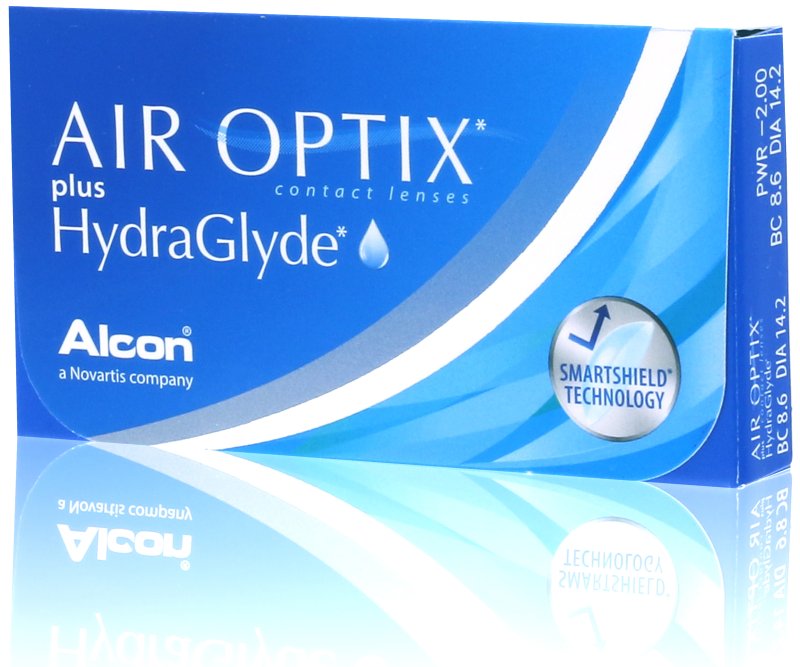 AIR OPTIX*
contact lenses
plus
HydraGlyde*
Alcon®
a Novartis company
SMARTSHIELD*
TECHNOLOGY
PWR –2.00
BC 8.6 DIA 14.2
AIR OPTIX*
plus
HydraGlyde*
BC 8.6 DIA 14.2